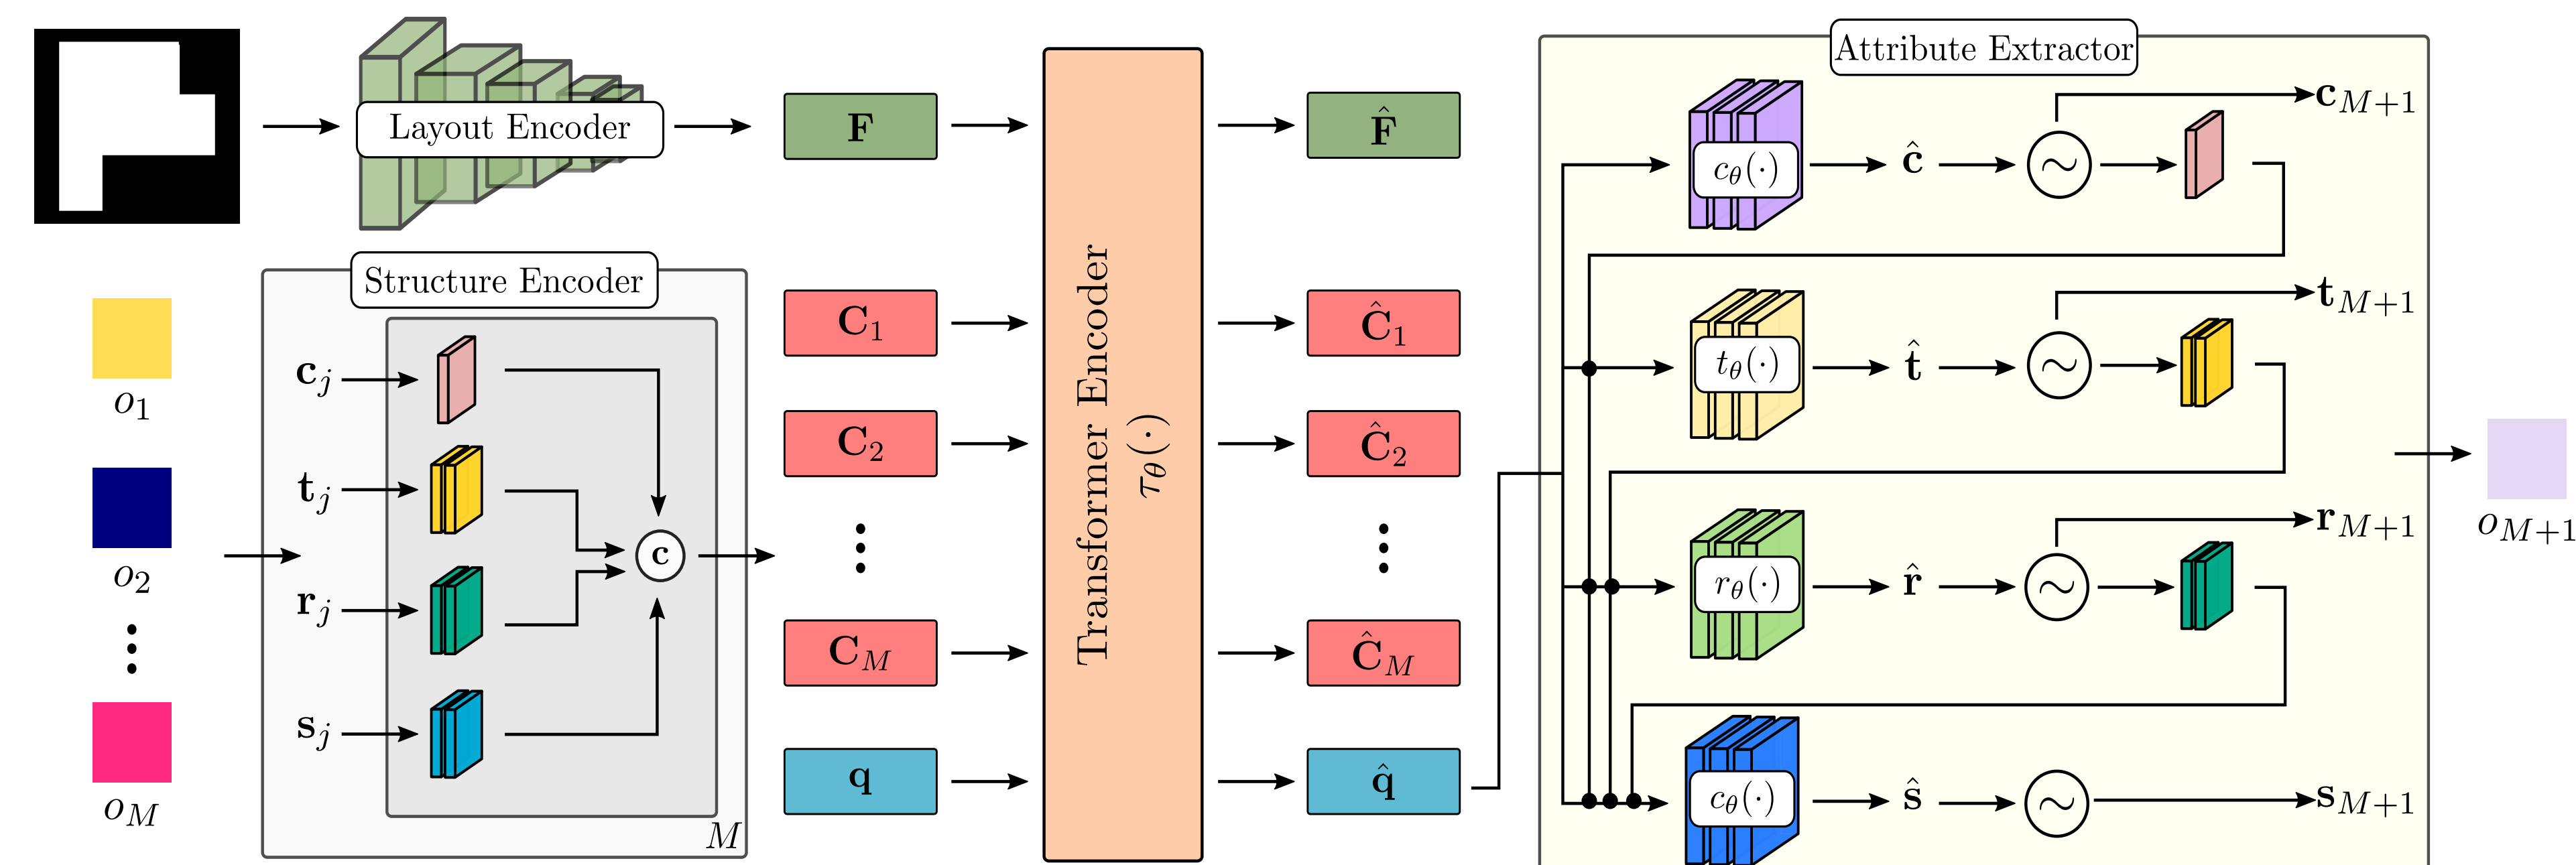 Layout Encoder
F
F̂
Attribute Extractor
c_θ(·)
ĉ
~
c_{M+1}
Structure Encoder
o_1
o_2
⋮
o_M
c_j
t_j
r_j
s_j
c
M
C_1
C_2
⋮
C_M
q
Transformer Encoder
τ_θ(·)
Ĉ_1
Ĉ_2
⋮
Ĉ_M
q̂
t_θ(·)
t̂
~
t_{M+1}
r_θ(·)
r̂
~
r_{M+1}
c_θ(·)
ŝ
~
s_{M+1}
o_{M+1}